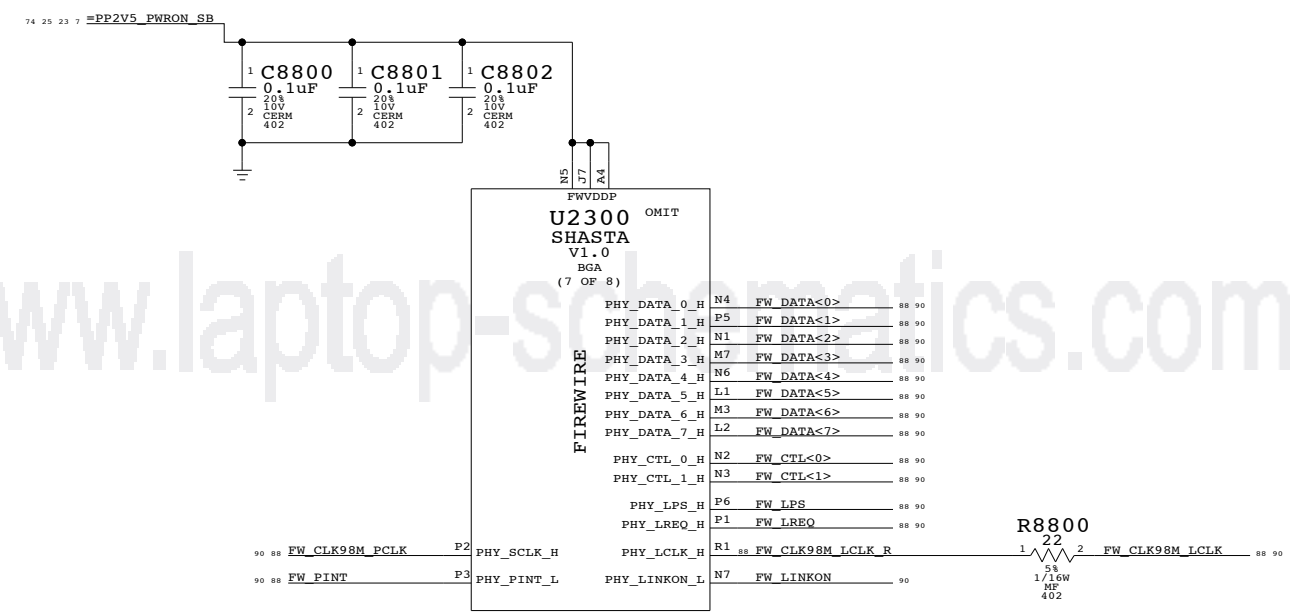 74 25 23 7 =PP2V5_PWRON_SB
1 C8800
0.1uF
20%
10V
CERM
402
2
1 C8801
0.1uF
20%
10V
CERM
402
2
1 C8802
0.1uF
20%
10V
CERM
402
2
N5 J7 A4
FWVDDP
U2300 OMIT
SHASTA
V1.0
BGA
(7 OF 8)
www.laptop-schematics.com
FIREWIRE
PHY_DATA_0_H N4 FW_DATA<0> 88 90
PHY_DATA_1_H P5 FW_DATA<1> 88 90
PHY_DATA_2_H N1 FW_DATA<2> 88 90
PHY_DATA_3_H M7 FW_DATA<3> 88 90
PHY_DATA_4_H N6 FW_DATA<4> 88 90
PHY_DATA_5_H L1 FW_DATA<5> 88 90
PHY_DATA_6_H M3 FW_DATA<6> 88 90
PHY_DATA_7_H L2 FW_DATA<7> 88 90
PHY_CTL_0_H N2 FW_CTL<0> 88 90
PHY_CTL_1_H N3 FW_CTL<1> 88 90
PHY_LPS_H P6 FW_LPS 88 90
PHY_LREQ_H P1 FW_LREQ 88 90
90 88 FW_CLK98M_PCLK P2 PHY_SCLK_H
PHY_LCLK_H R1 88 FW_CLK98M_LCLK_R
R8800
22
1 2 FW_CLK98M_LCLK 88 90
5%
1/16W
MF
402
90 88 FW_PINT P3 PHY_PINT_L
PHY_LINKON_L N7 FW_LINKON 90